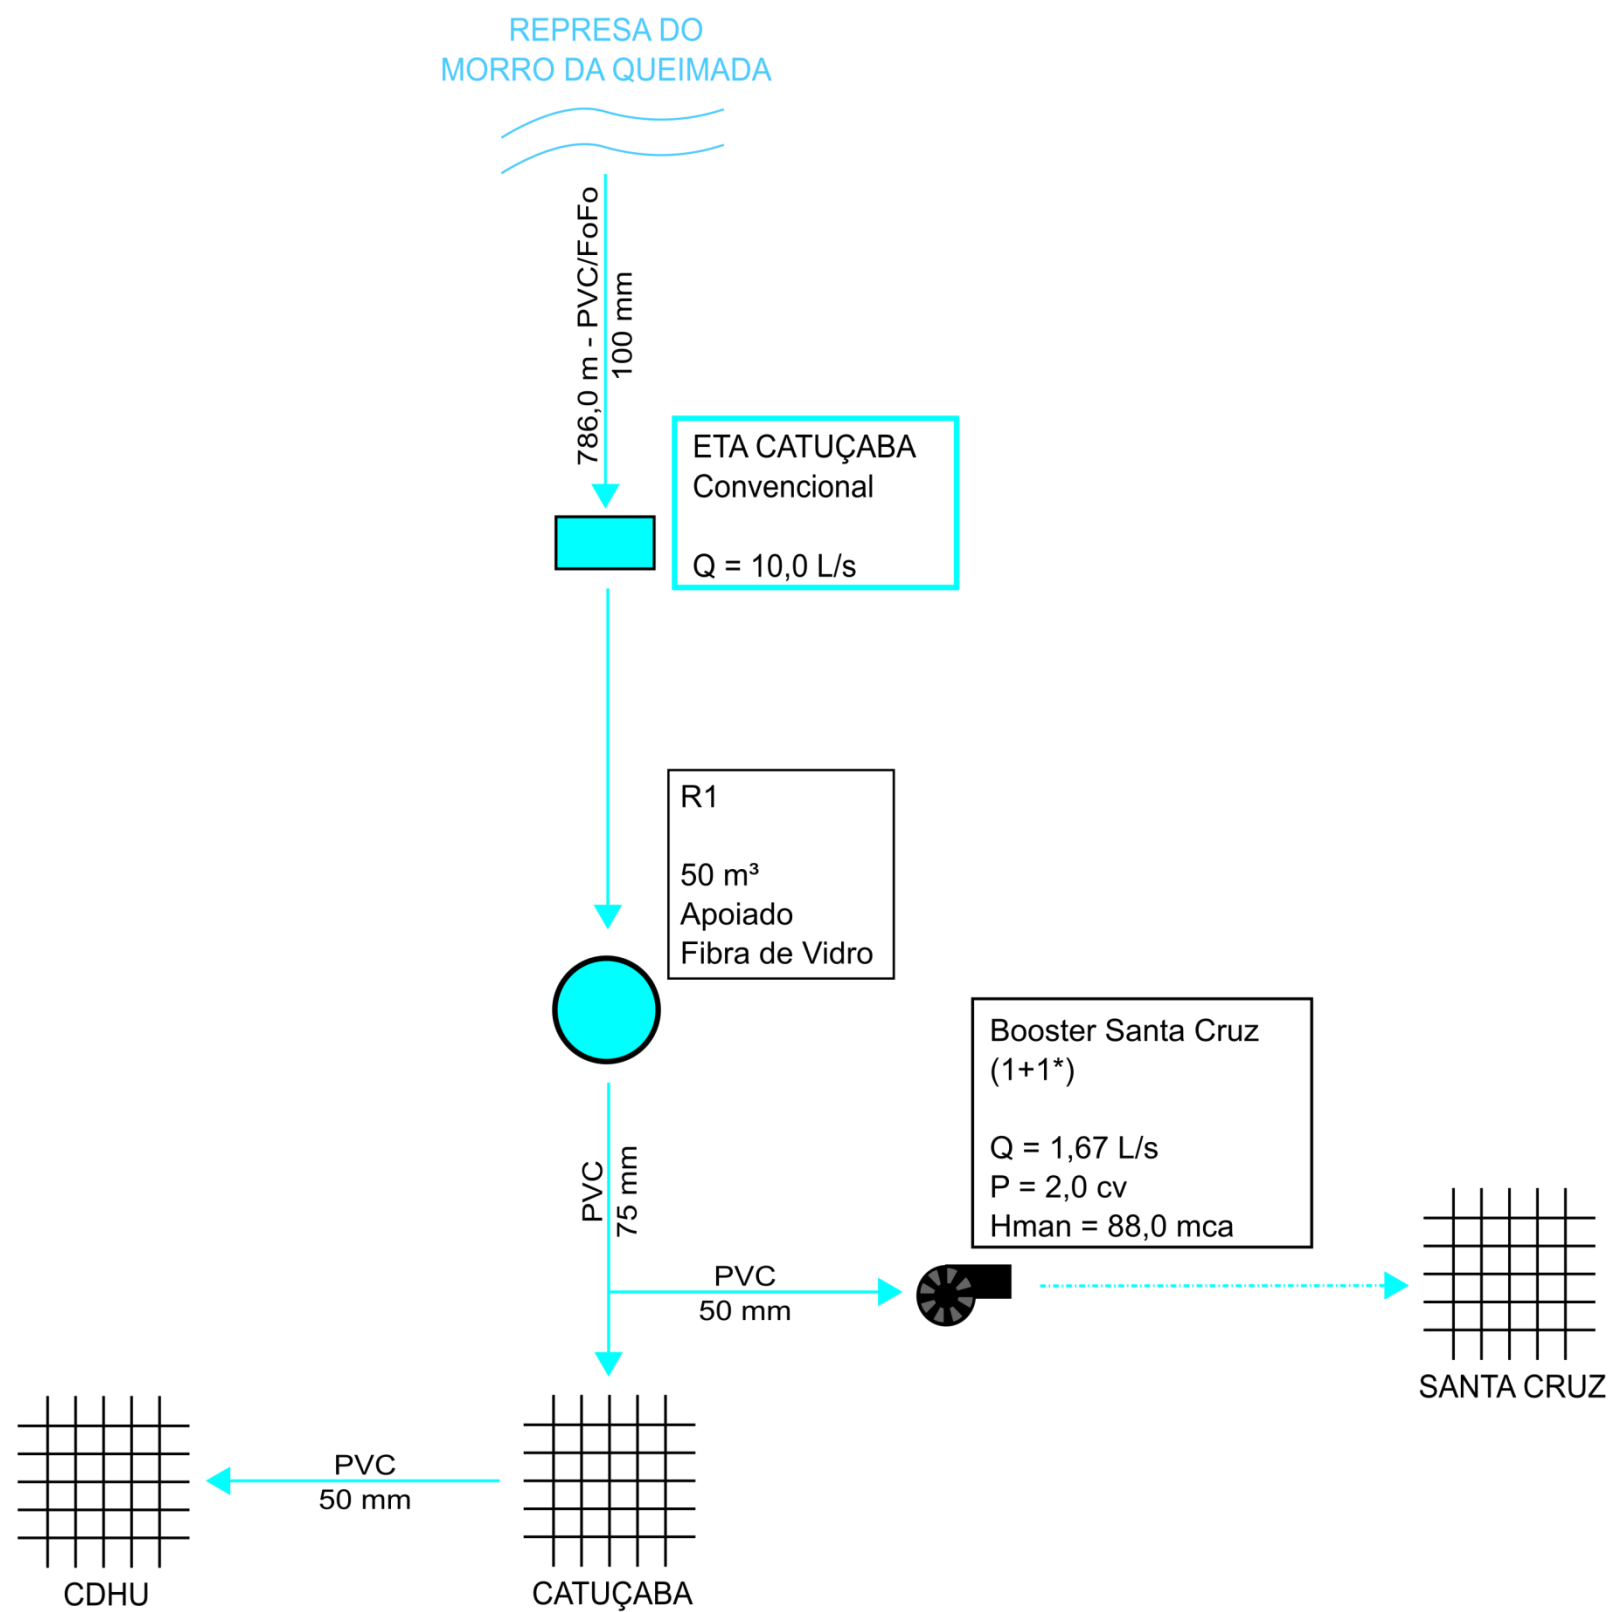 REPRESA DO
MORRO DA QUEIMADA
786,0 m - PVC/FoFo
100 mm
ETA CATUÇABA
Convencional
Q = 10,0 L/s
R1
50 m³
Apoiado
Fibra de Vidro
Booster Santa Cruz
(1+1*)
Q = 1,67 L/s
P = 2,0 cv
Hman = 88,0 mca
PVC
75 mm
PVC
50 mm
SANTA CRUZ
PVC
50 mm
CDHU
CATUÇABA